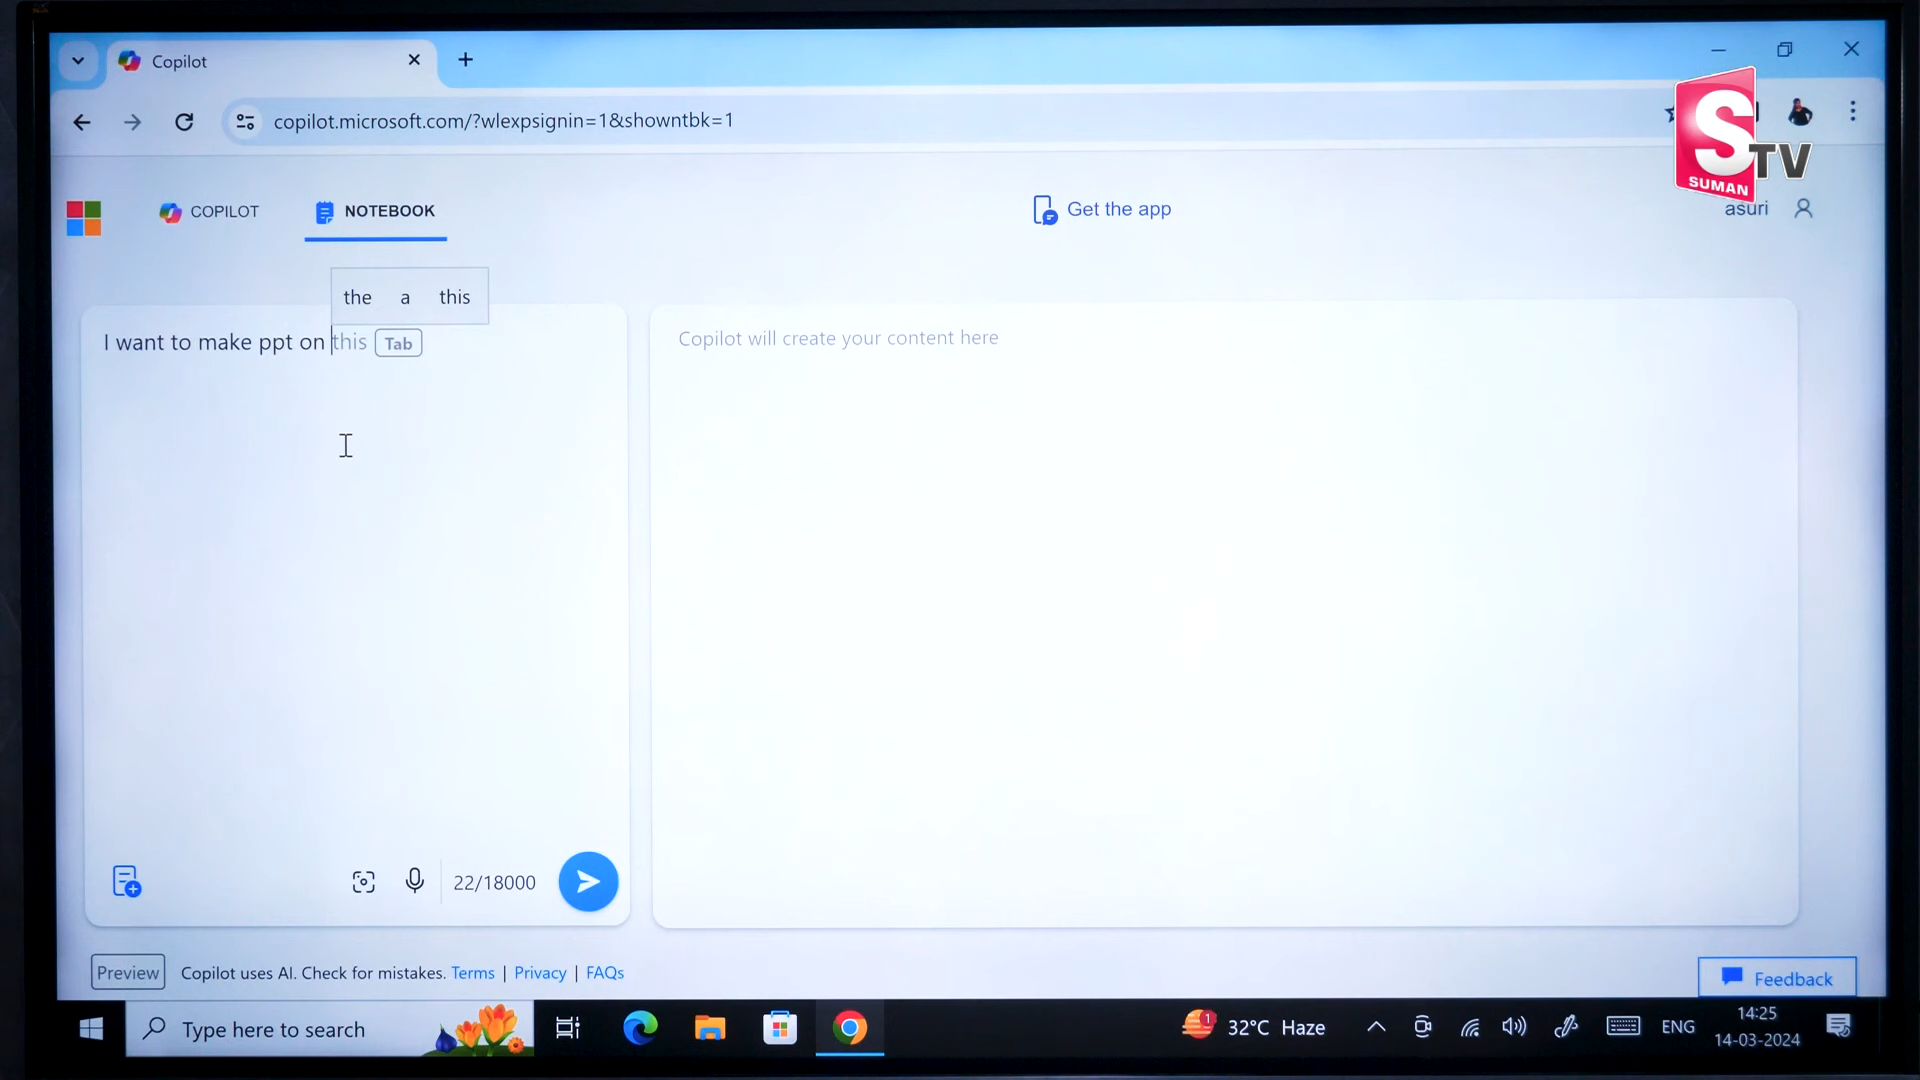 Copilot
copilot.microsoft.com/?wlexpsignin=1&showntbk=1
S TV
SUMAN
COPILOT
NOTEBOOK
Get the app
asuri
the a this
I want to make ppt on this Tab
Copilot will create your content here
22/18000
Preview Copilot uses AI. Check for mistakes. Terms | Privacy | FAQs
Feedback
Type here to search
1
32°C Haze
ENG
14:25
14-03-2024